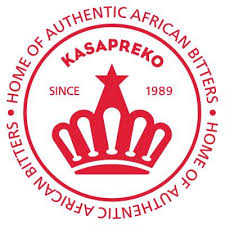 HOME OF AUTHENTIC AFRICAN BITTERS •
HOME OF AUTHENTIC AFRICAN BITTERS •
KASAPREKO
SINCE 1989